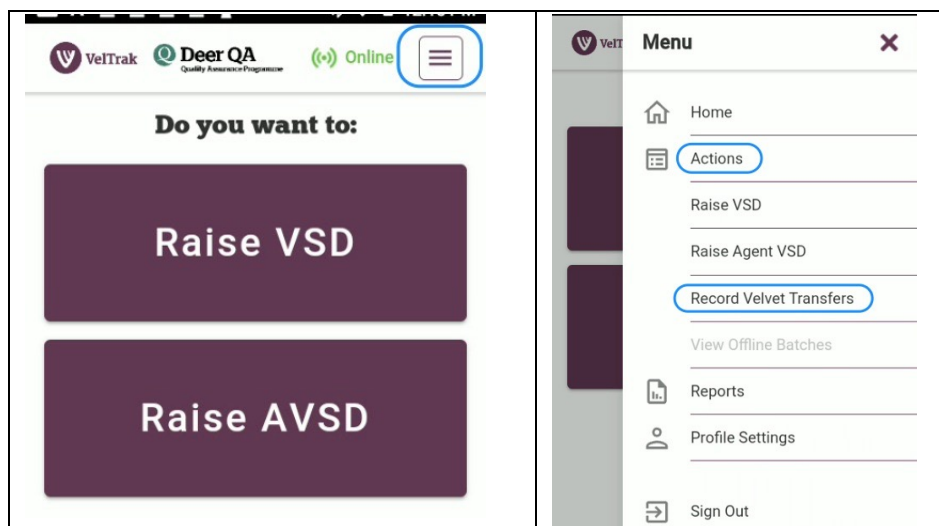 VelTrak Deer QA Online
Quality Assurance Programme
Do you want to:
Raise VSD
Raise AVSD
VelT Menu
Home
Actions
Raise VSD
Raise Agent VSD
Record Velvet Transfers
View Offline Batches
Reports
Profile Settings
Sign Out